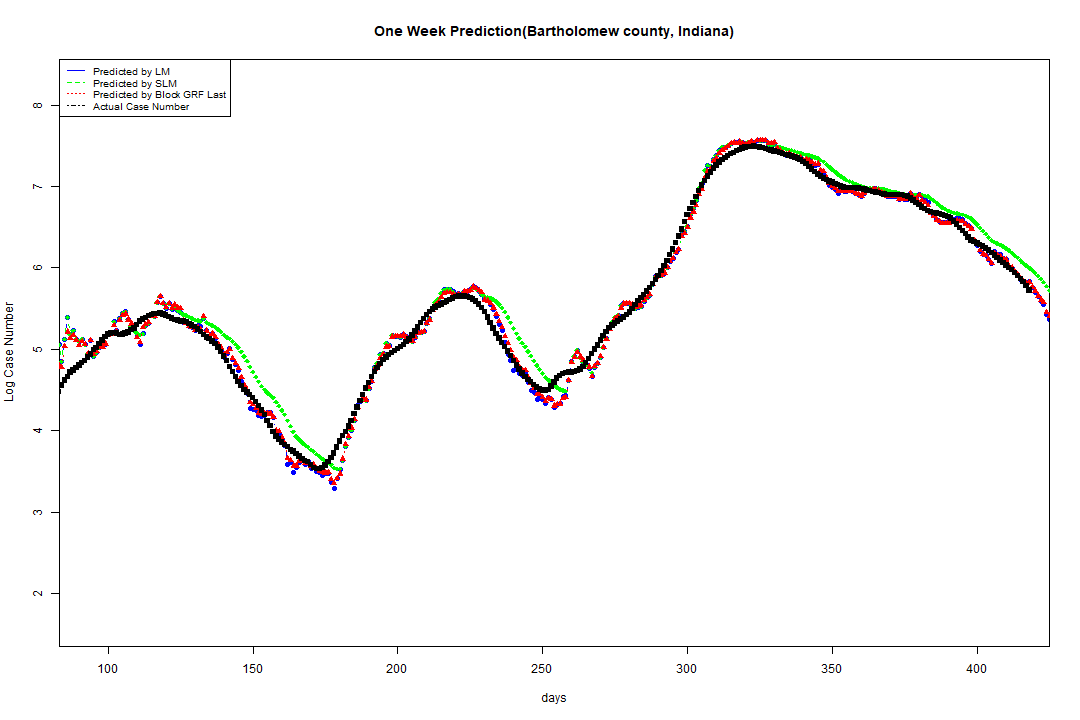 One Week Prediction(Bartholomew county, Indiana)
Predicted by LM
Predicted by SLM
Predicted by Block GRF Last
Actual Case Number
8
7
6
5
4
3
2
Log Case Number
100 150 200 250 300 350 400
days